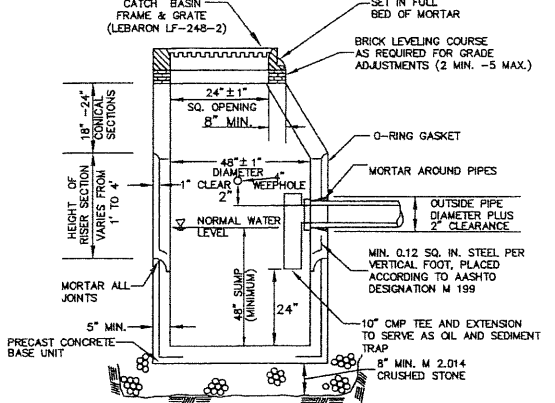 CATCH BASIN
FRAME & GRATE
(LEBARON LF-248-2)
SET IN FULL
BED OF MORTAR
BRICK LEVELING COURSE
AS REQUIRED FOR GRADE
ADJUSTMENTS (2 MIN. -5 MAX.)
24"±1"
SQ. OPENING
8" MIN.
18" -24"
CONICAL
SECTIONS
O-RING GASKET
48"±1"
DIAMETER
MORTAR AROUND PIPES
1" CLEAR
4"
WEEPHOLE
2"
HEIGHT OF
RISER SECTION
VARIES FROM
1' TO 4'
OUTSIDE PIPE
DIAMETER PLUS
2" CLEARANCE
NORMAL WATER
LEVEL
MIN. 0.12 SQ. IN. STEEL PER
VERTICAL FOOT, PLACED
ACCORDING TO AASHTO
DESIGNATION M 199
MORTAR ALL
JOINTS
48" SUMP
(MINIMUM)
24"
5" MIN.
10" CMP TEE AND EXTENSION
TO SERVE AS OIL AND SEDIMENT
TRAP
PRECAST CONCRETE
BASE UNIT
8" MIN. M 2.014
CRUSHED STONE